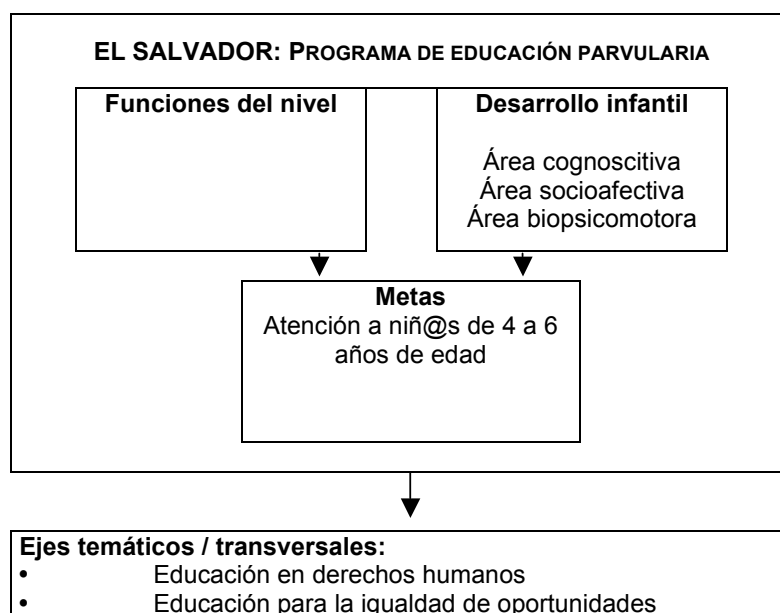 EL SALVADOR: PROGRAMA DE EDUCACIÓN PARVULARIA
Funciones del nivel
Desarrollo infantil
Área cognoscitiva
Área socioafectiva
Área biopsicomotora
Metas
Atención a niñ@s de 4 a 6
años de edad
Ejes temáticos / transversales:
• Educación en derechos humanos
• Educación para la igualdad de oportunidades